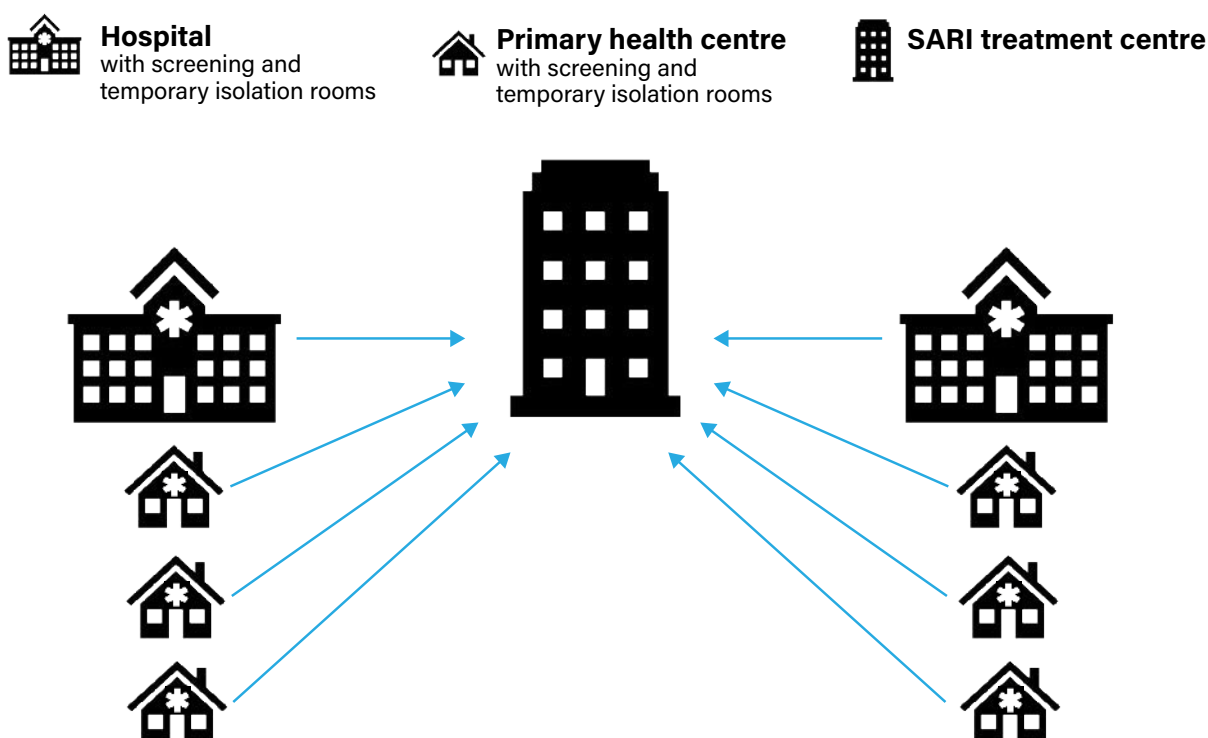 Hospital
with screening and
temporary isolation rooms
Primary health centre
with screening and
temporary isolation rooms
SARI treatment centre